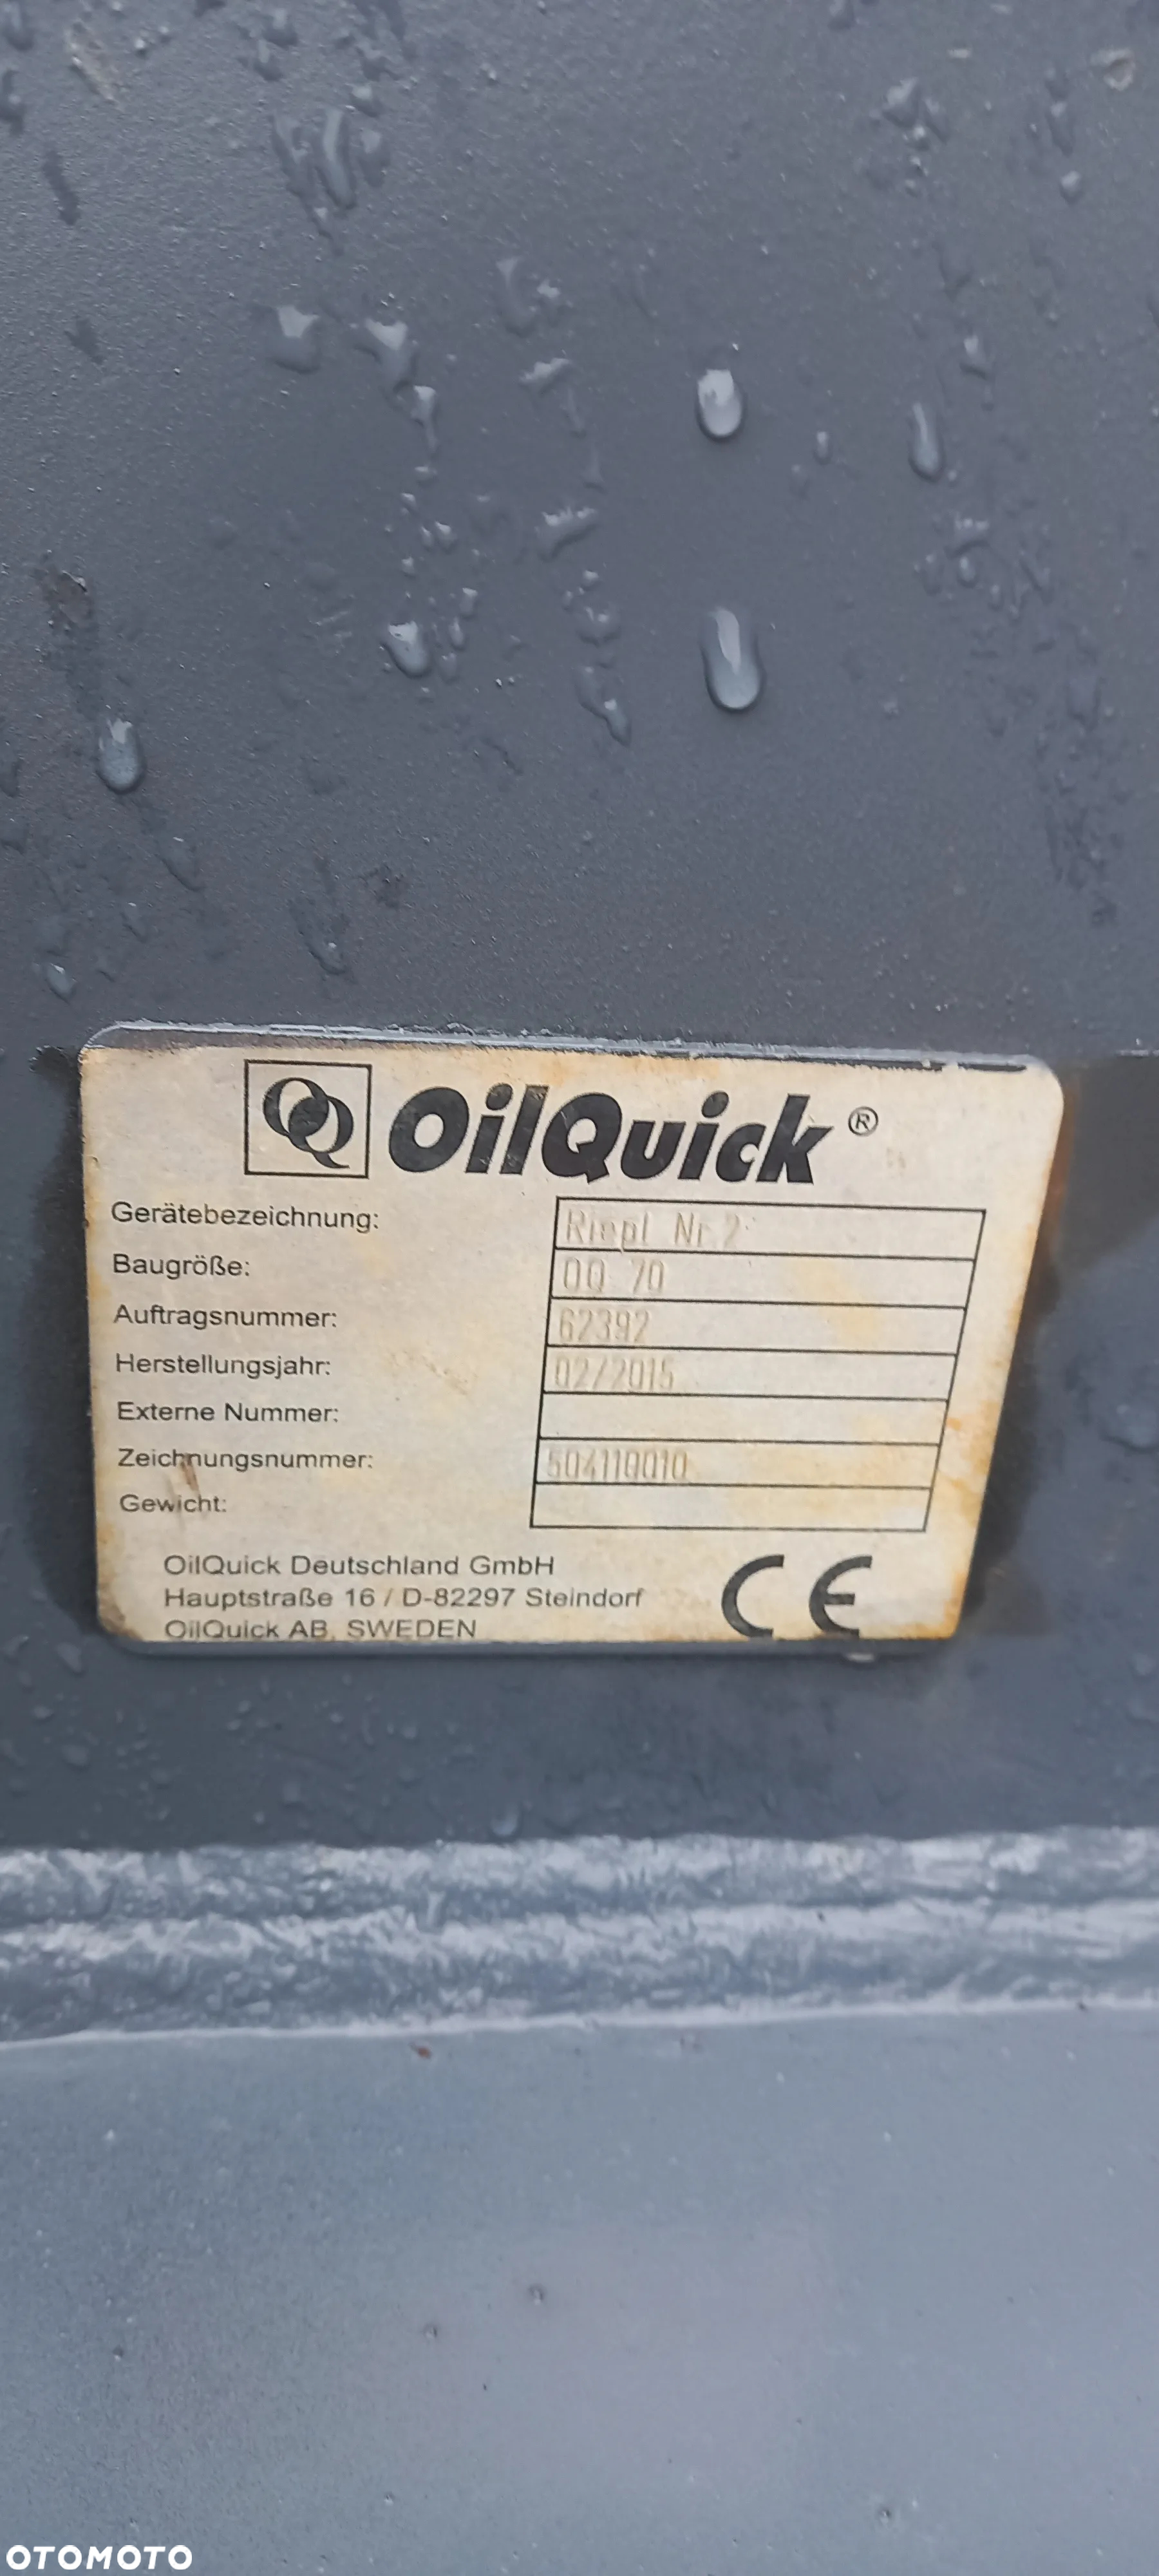 OilQuick®
Gerätebezeichnung: Riepl Nr.2
Baugröße: OQ 70
Auftragsnummer: 62392
Herstellungsjahr: 02/2015
Externe Nummer:
Zeichnungsnummer: 504110010
Gewicht:
OilQuick Deutschland GmbH
Hauptstraße 16 / D-82297 Steindorf
OilQuick AB, SWEDEN
CE
OTOMOTO